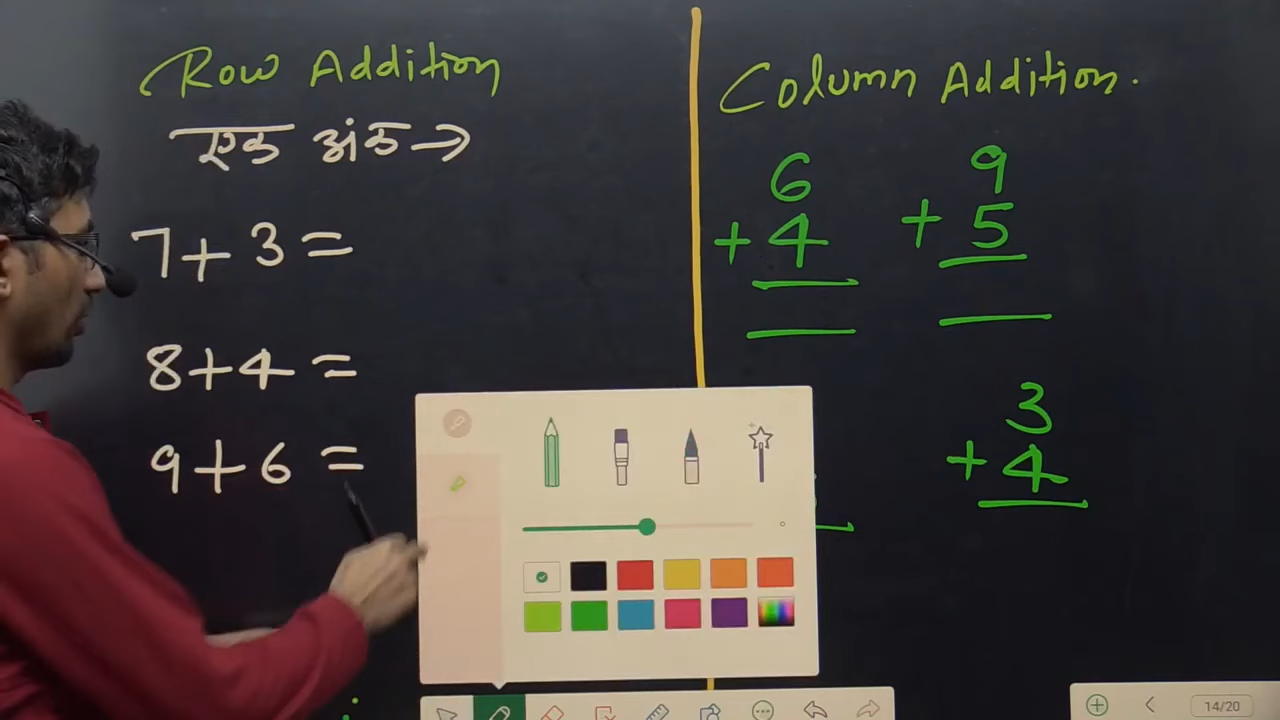 Row Addition
एक अंक →
7 + 3 =
8 + 4 =
9 + 6 =
Column Addition.
6
+ 4
9
+ 5
3
+ 4
14/20